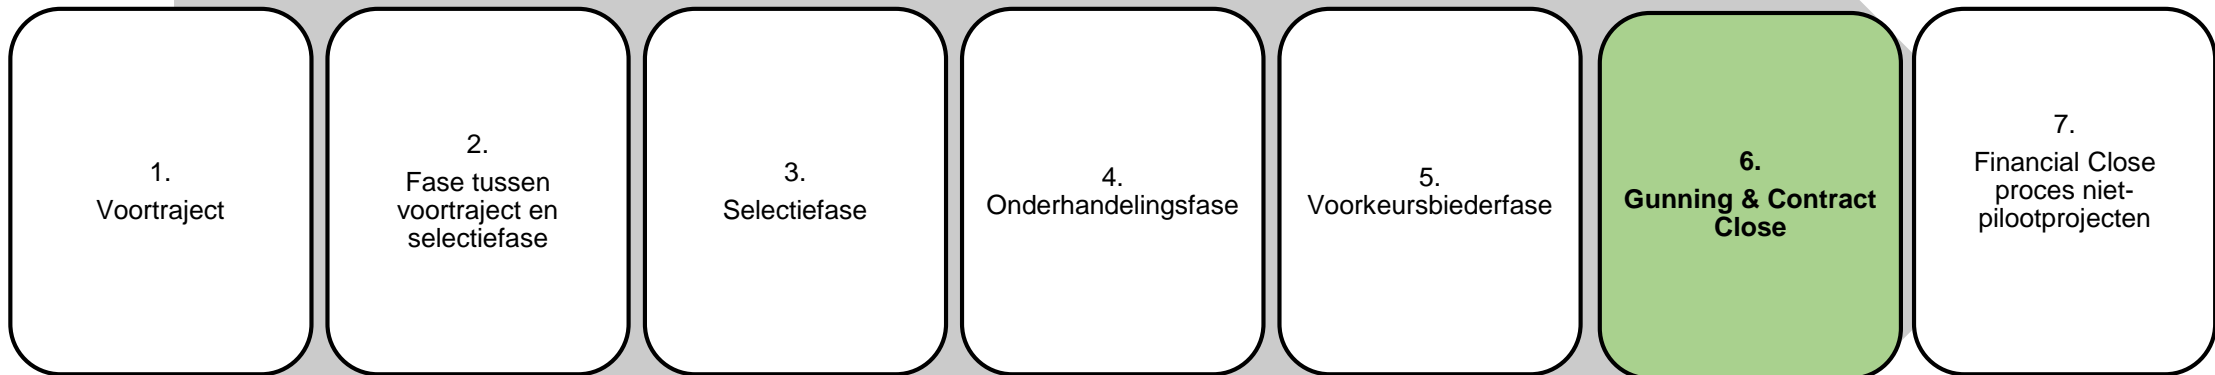 1.
Voortraject
2.
Fase tussen
voortraject en
selectiefase
3.
Selectiefase
4.
Onderhandelingsfase
5.
Voorkeursbiederfase
6.
Gunning & Contract
Close
7.
Financial Close
proces niet-
pilootprojecten